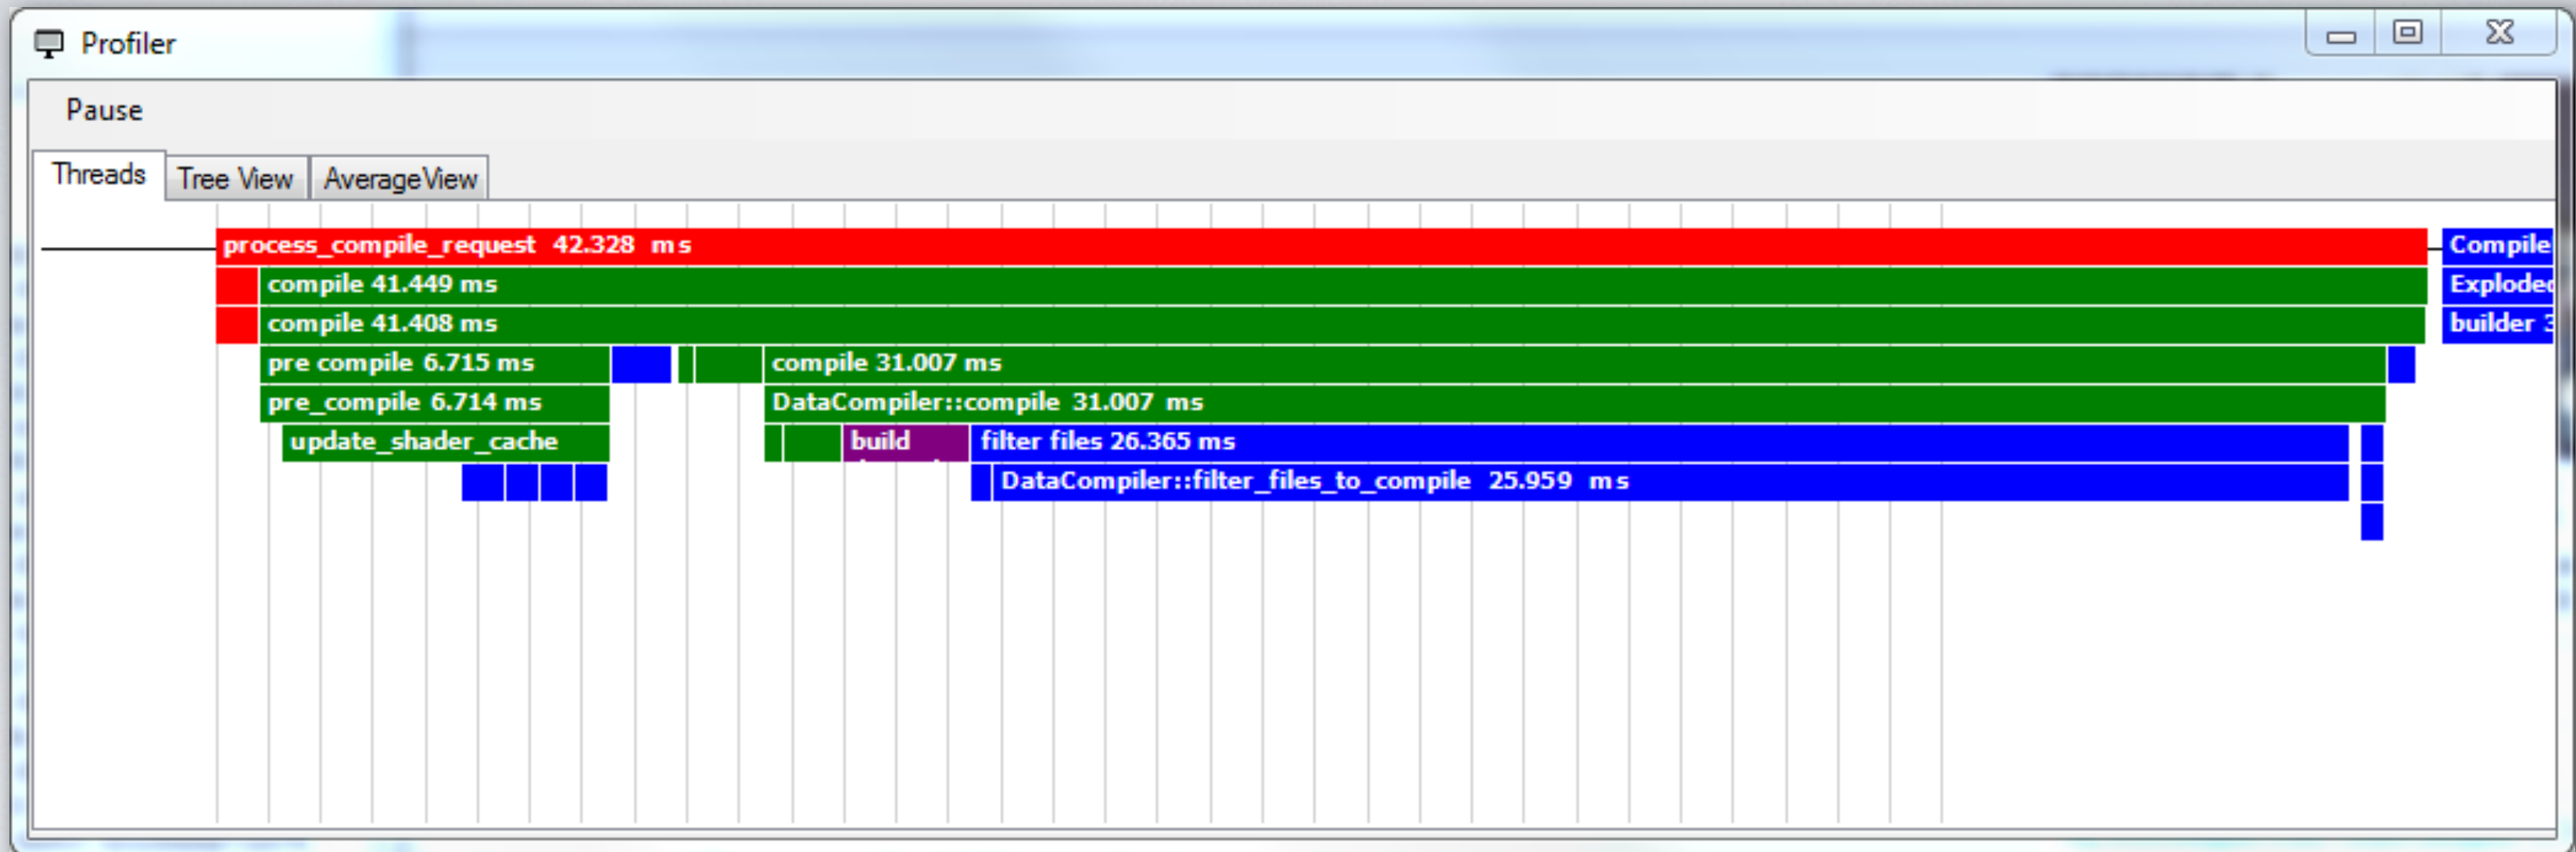 Profiler
Pause
Threads Tree View AverageView
process_compile_request 42.328 ms Compile
compile 41.449 ms Exploded
compile 41.408 ms builder
pre compile 6.715 ms compile 31.007 ms
pre_compile 6.714 ms DataCompiler::compile 31.007 ms
update_shader_cache build filter files 26.365 ms
DataCompiler::filter_files_to_compile 25.959 ms